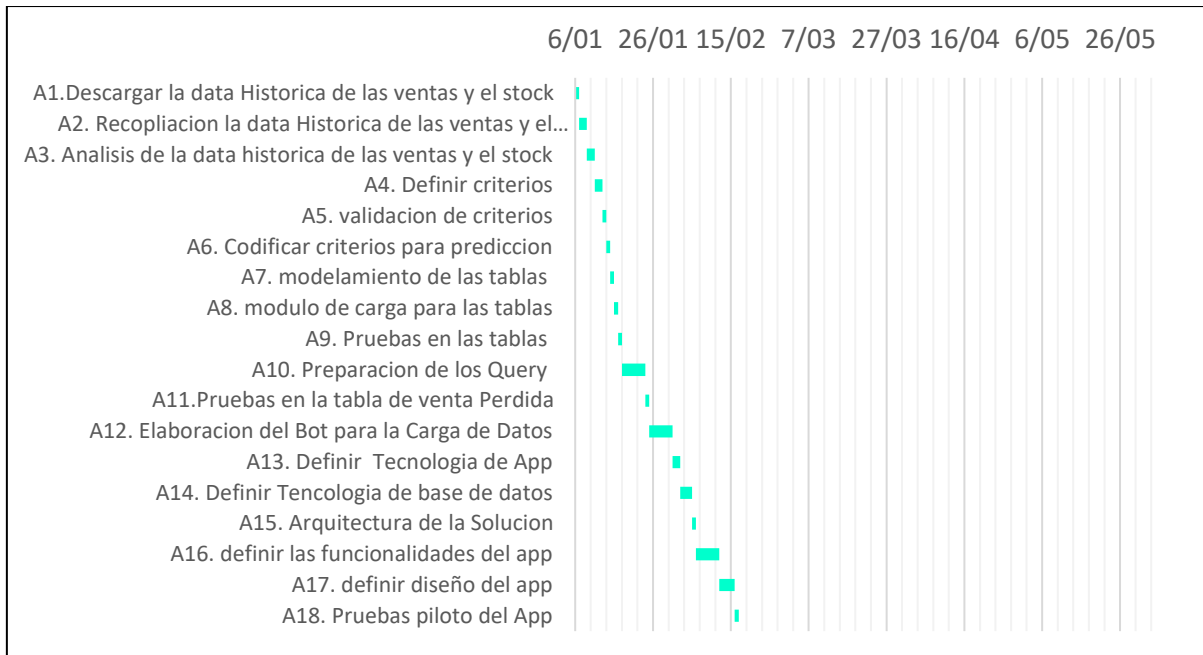 6/01 26/01 15/02 7/03 27/03 16/04 6/05 26/05
A1.Descargar la data Historica de las ventas y el stock
A2. Recopliacion la data Historica de las ventas y el...
A3. Analisis de la data historica de las ventas y el stock
A4. Definir criterios
A5. validacion de criterios
A6. Codificar criterios para prediccion
A7. modelamiento de las tablas
A8. modulo de carga para las tablas
A9. Pruebas en las tablas
A10. Preparacion de los Query
A11.Pruebas en la tabla de venta Perdida
A12. Elaboracion del Bot para la Carga de Datos
A13. Definir Tecnologia de App
A14. Definir Tencologia de base de datos
A15. Arquitectura de la Solucion
A16. definir las funcionalidades del app
A17. definir diseño del app
A18. Pruebas piloto del App